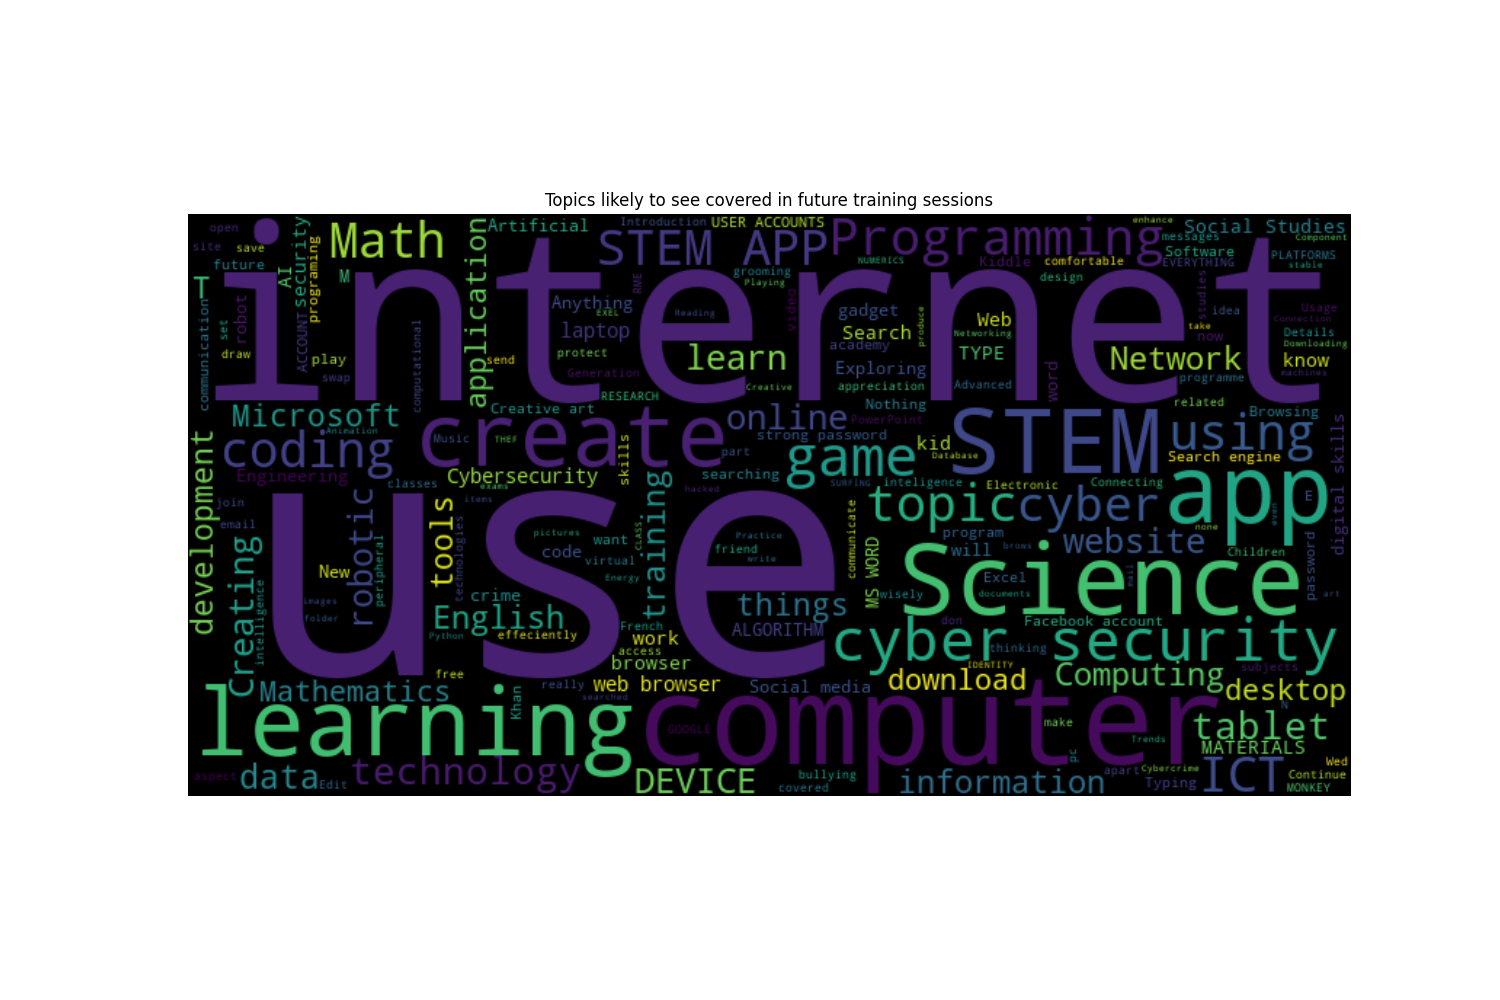 Topics likely to see covered in future training sessions
internet
use
computer
learning
Science
STEM
create
app
cyber security
Programming
STEM APP
Math
coding
Microsoft
application
online
game
using
topic
cyber
website
Network
learn
Computing
download
desktop
tablet
ICT
information
DEVICE
technology
data
Mathematics
English
Creating
development
robotic
tools
training
things
Cybersecurity
Social Studies
Artificial
Introduction
USER ACCOUNTS
enhance
messages
Component
Software
EVERYTHING
PLATFORMS
stable
Kiddle
comfortable
NUMERICS
design
grooming
Playing
RME
video
open
site
save
future
AI
ACCOUNT
security
programing
M
T
set
robot
draw
communication
play
swap
computational
Anything
EXEL
laptop
Reading
protect
send
Generation
Creative
RESEARCH
Creative art
gadget
Search
academy
produce
Exploring
appreciation
Nothing
PowerPoint
strong password
Web
Networking
TYPE
Advanced
word
studies
idea
take
now
programme
related
Usage
Connection
Details
Downloading
know
machines
Browsing
Search engine
digital skills
Animation
Engineering
Music
THEF
skills
classes
exams
items
join
email
searching
part
hacked
kid
Database
SURFING
inteligence
Electronic
Connecting
E
none
even
password
Children
art
program
will
brows
mail
Excel
documents
wisely
MS WORD
communicate
don
Facebook account
thinking
IDENTITY
subjects
N
New
peripheral
technologies
images
folder
intelligence
crime
Python
effeciently
pictures
code
want
virtual
CLASS
Energy
friend
Practice
write
French
work
access
browser
web browser
ALGORITHM
Social media
free
really
searshed
Khan
GOOGLE
make
Trends
MATERIALS
pc
apart
Cybercrime
Typing
Wed
Continue
MONKEY
bullying
covered
aspect
Edit